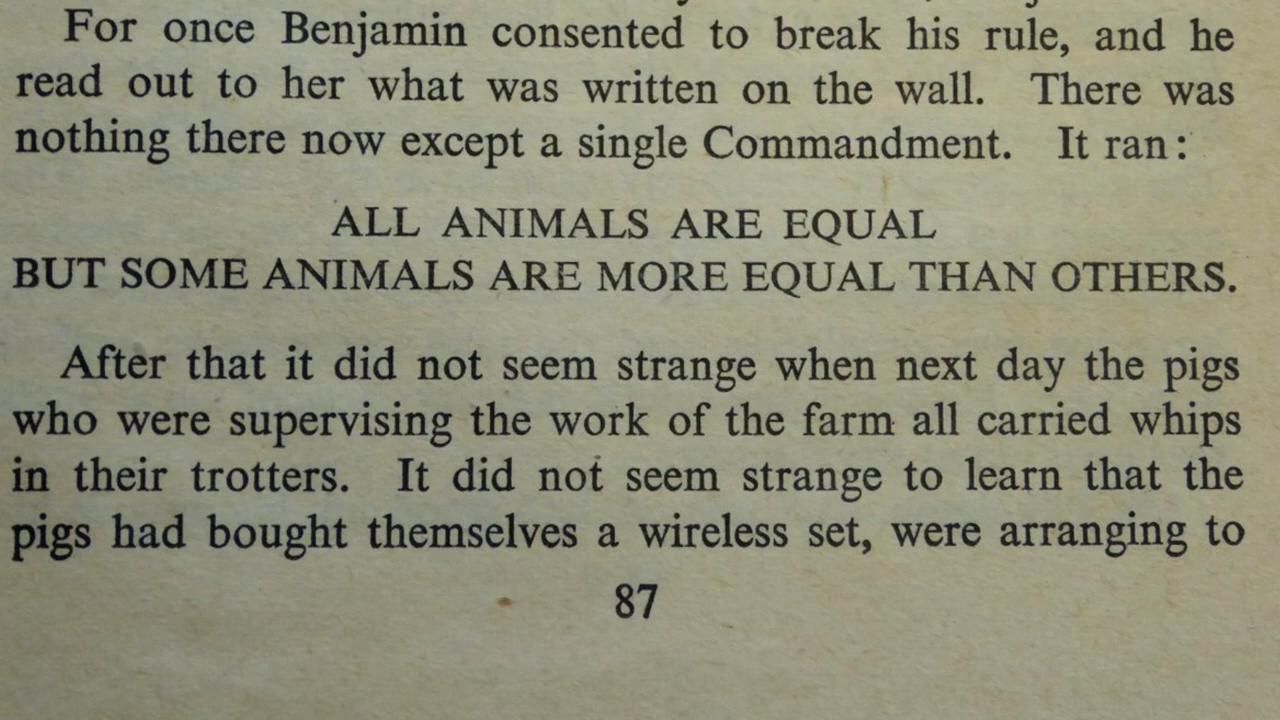 For once Benjamin consented to break his rule, and he
read out to her what was written on the wall. There was
nothing there now except a single Commandment. It ran:
ALL ANIMALS ARE EQUAL
BUT SOME ANIMALS ARE MORE EQUAL THAN OTHERS.
After that it did not seem strange when next day the pigs
who were supervising the work of the farm all carried whips
in their trotters. It did not seem strange to learn that the
pigs had bought themselves a wireless set, were arranging to
87